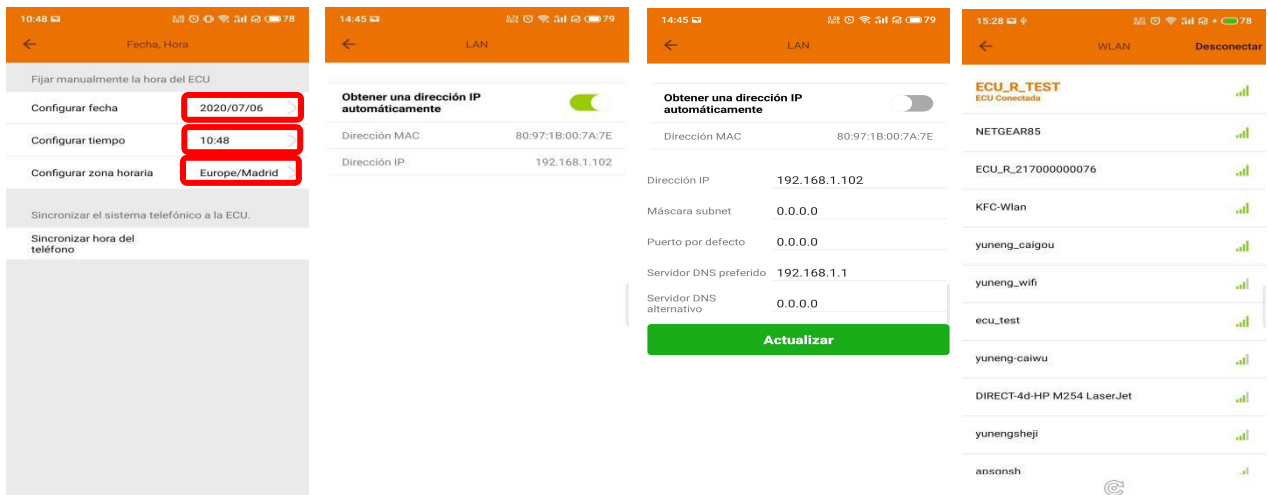 10:48
78
Fecha, Hora
Fijar manualmente la hora del ECU
Configurar fecha 2020/07/06
Configurar tiempo 10:48
Configurar zona horaria Europe/Madrid
Sincronizar el sistema telefónico a la ECU.
Sincronizar hora del
teléfono
14:45
79
LAN
Obtener una dirección IP
automáticamente
Dirección MAC 80:97:1B:00:7A:7E
Dirección IP 192.168.1.102
14:45
79
LAN
Obtener una dirección IP
automáticamente
Dirección MAC 80:97:1B:00:7A:7E
Dirección IP 192.168.1.102
Máscara subnet 0.0.0.0
Puerto por defecto 0.0.0.0
Servidor DNS preferido 192.168.1.1
Servidor DNS
alternativo 0.0.0.0
Actualizar
15:28
78
WLAN Desconectar
ECU_R_TEST
ECU Conectada
NETGEAR85
ECU_R_217000000076
KFC-Wlan
yuneng_caigou
yuneng_wifi
ecu_test
yuneng-caiwu
DIRECT-4d-HP M254 LaserJet
yunengsheji
apsqnsh